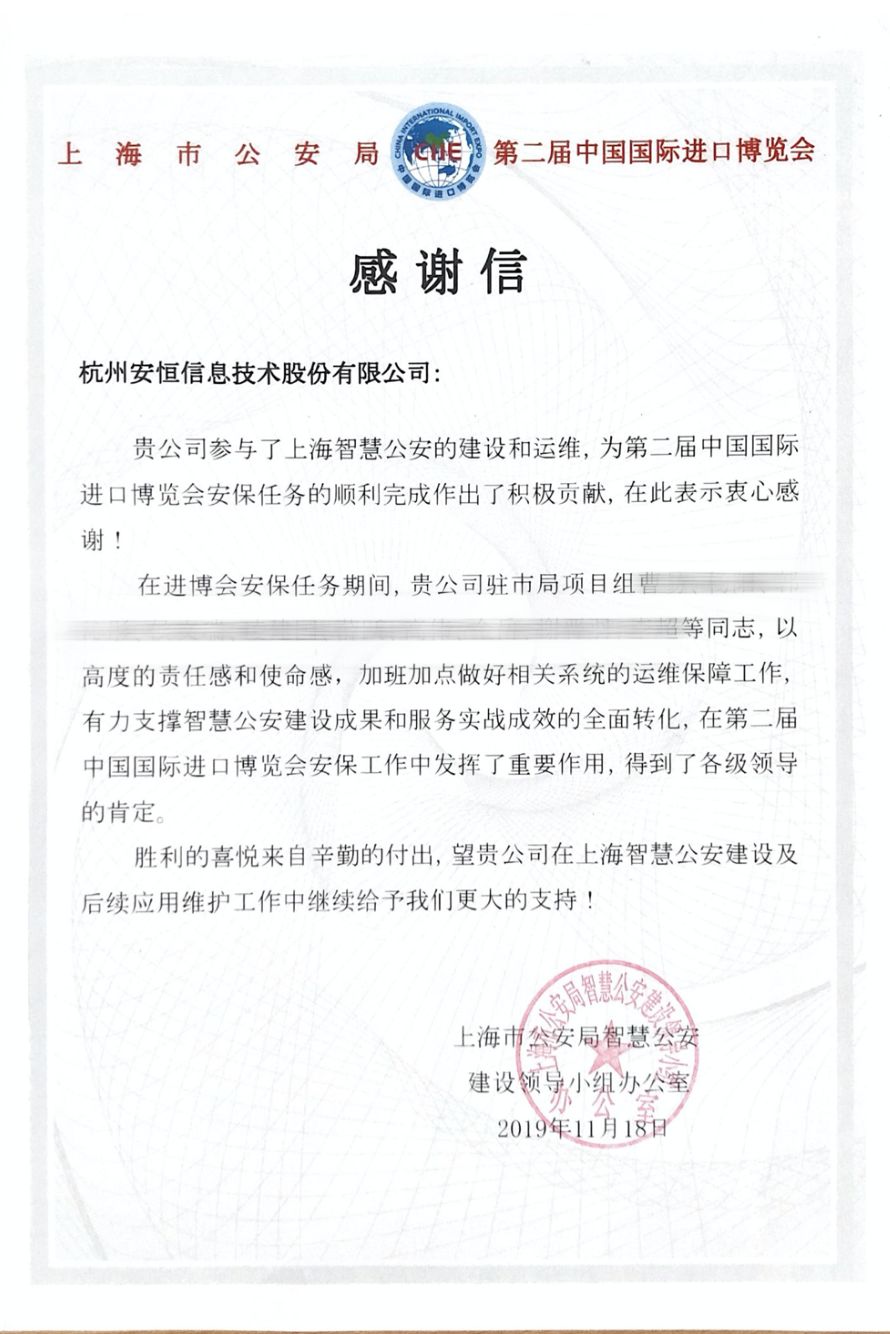 上海市公安局
CHINA INTERNATIONAL IMPORT EXPO
CIIE
中国国际进口博览会
第二届中国国际进口博览会
感谢信
杭州安恒信息技术股份有限公司:
贵公司参与了上海智慧公安的建设和运维,为第二届中国国际
进口博览会安保任务的顺利完成作出了积极贡献,在此表示衷心感
谢!
在进博会安保任务期间,贵公司驻市局项目组曹
等同志,以
高度的责任感和使命感,加班加点做好相关系统的运维保障工作,
有力支撑智慧公安建设成果和服务实战成效的全面转化,在第二届
中国国际进口博览会安保工作中发挥了重要作用,得到了各级领导
的肯定。
胜利的喜悦来自辛勤的付出,望贵公司在上海智慧公安建设及
后续应用维护工作中继续给予我们更大的支持!
上海市公安局智慧公安
建设领导小组办公室
2019年11月18日
上海市公安局智慧公安建设领导小组
办公室